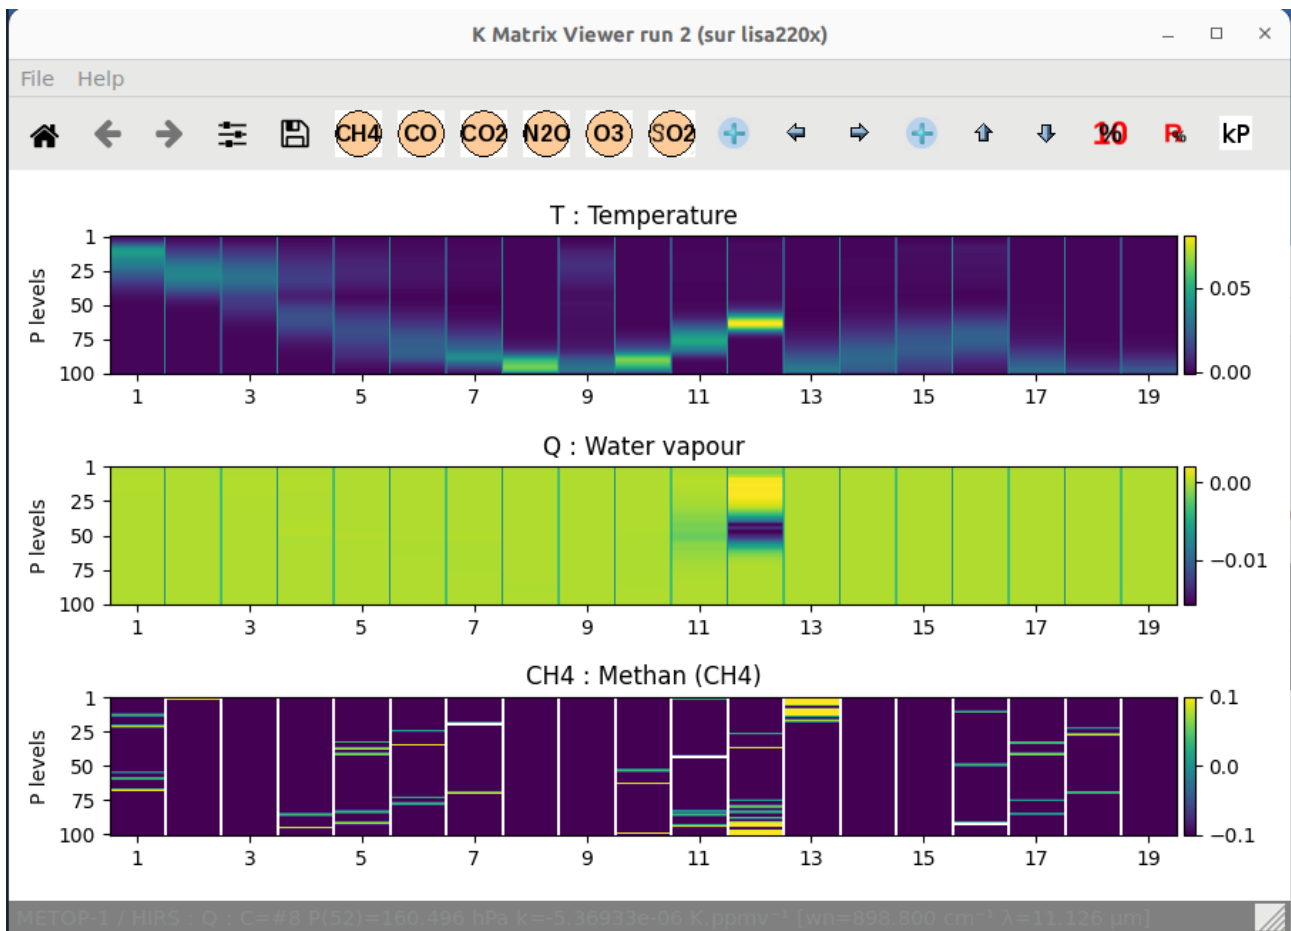 K Matrix Viewer run 2 (sur lisa220x)
File Help
CH4 CO CO2 N2O O3 SO2 10 % R % kP
T : Temperature
1
25
50
75
100
P levels
0.05
0.00
1 3 5 7 9 11 13 15 17 19
Q : Water vapour
1
25
50
75
100
P levels
0.00
−0.01
1 3 5 7 9 11 13 15 17 19
CH4 : Methan (CH4)
1
25
50
75
100
P levels
0.1
0.0
−0.1
1 3 5 7 9 11 13 15 17 19
METOP-1 / HIRS : Q : C=#8 P(52)=160.496 hPa k=-5.36933e-06 K.ppmv⁻¹ [wn=898.800 cm⁻¹ λ=11.126 µm]